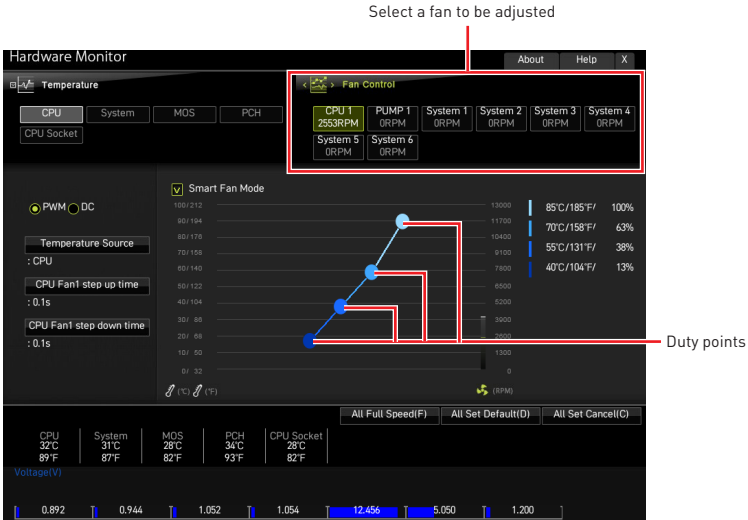 Select a fan to be adjusted
Hardware Monitor
About Help X
Temperature
< > Fan Control
CPU System MOS PCH
CPU Socket
CPU 1 PUMP 1 System 1 System 2 System 3 System 4
2553RPM 0RPM 0RPM 0RPM 0RPM 0RPM
System 5 System 6
0RPM 0RPM
Smart Fan Mode
PWM DC
Temperature Source
: CPU
CPU Fan1 step up time
: 0.1s
CPU Fan1 step down time
: 0.1s
100/212 13000
90/194 11700
80/176 10400
70/158 9100
60/140 7800
50/122 6500
40/104 5200
30/ 86 3900
20/ 68 2600
10/ 50 1300
0/ 32 0
(°C) (°F) (RPM)
85°C/185°F/ 100%
70°C/158°F/ 63%
55°C/131°F/ 38%
40°C/104°F/ 13%
Duty points
All Full Speed(F) All Set Default(D) All Set Cancel(C)
CPU System MOS PCH CPU Socket
32°C 31°C 28°C 34°C 28°C
89°F 87°F 82°F 93°F 82°F
Voltage(V)
0.892 0.944 1.052 1.054 12.456 5.050 1.200